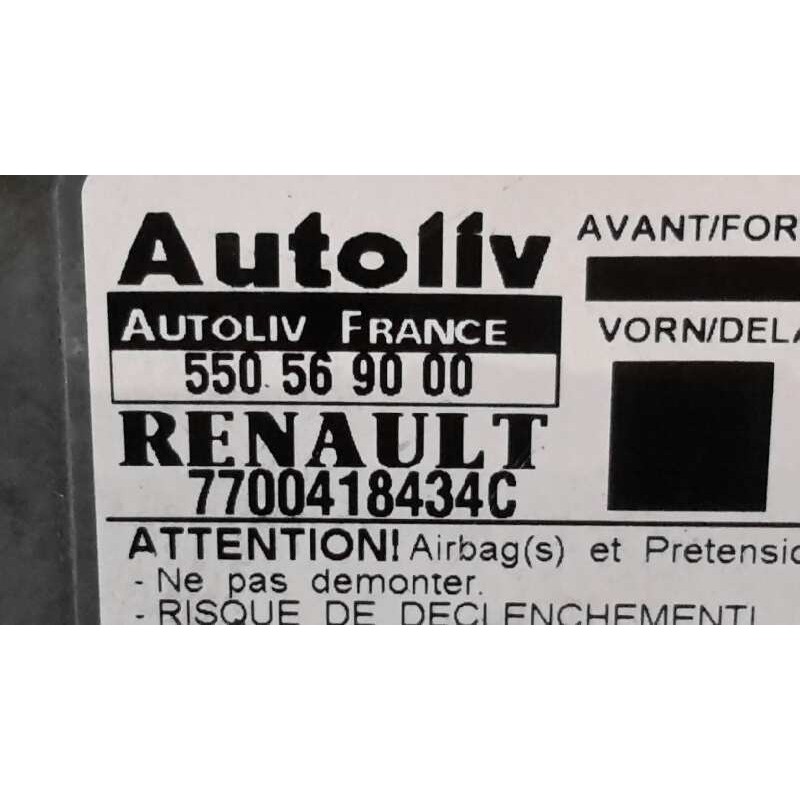 Autoliv
AVANT/FOR
AUTOLIV FRANCE
VORN/DELA
550 56 90 00
RENAULT
7700418434C
ATTENTION! Airbag(s) et Pretensio
- Ne pas demonter.
- RISQUE DE DECLENCHEMENT!